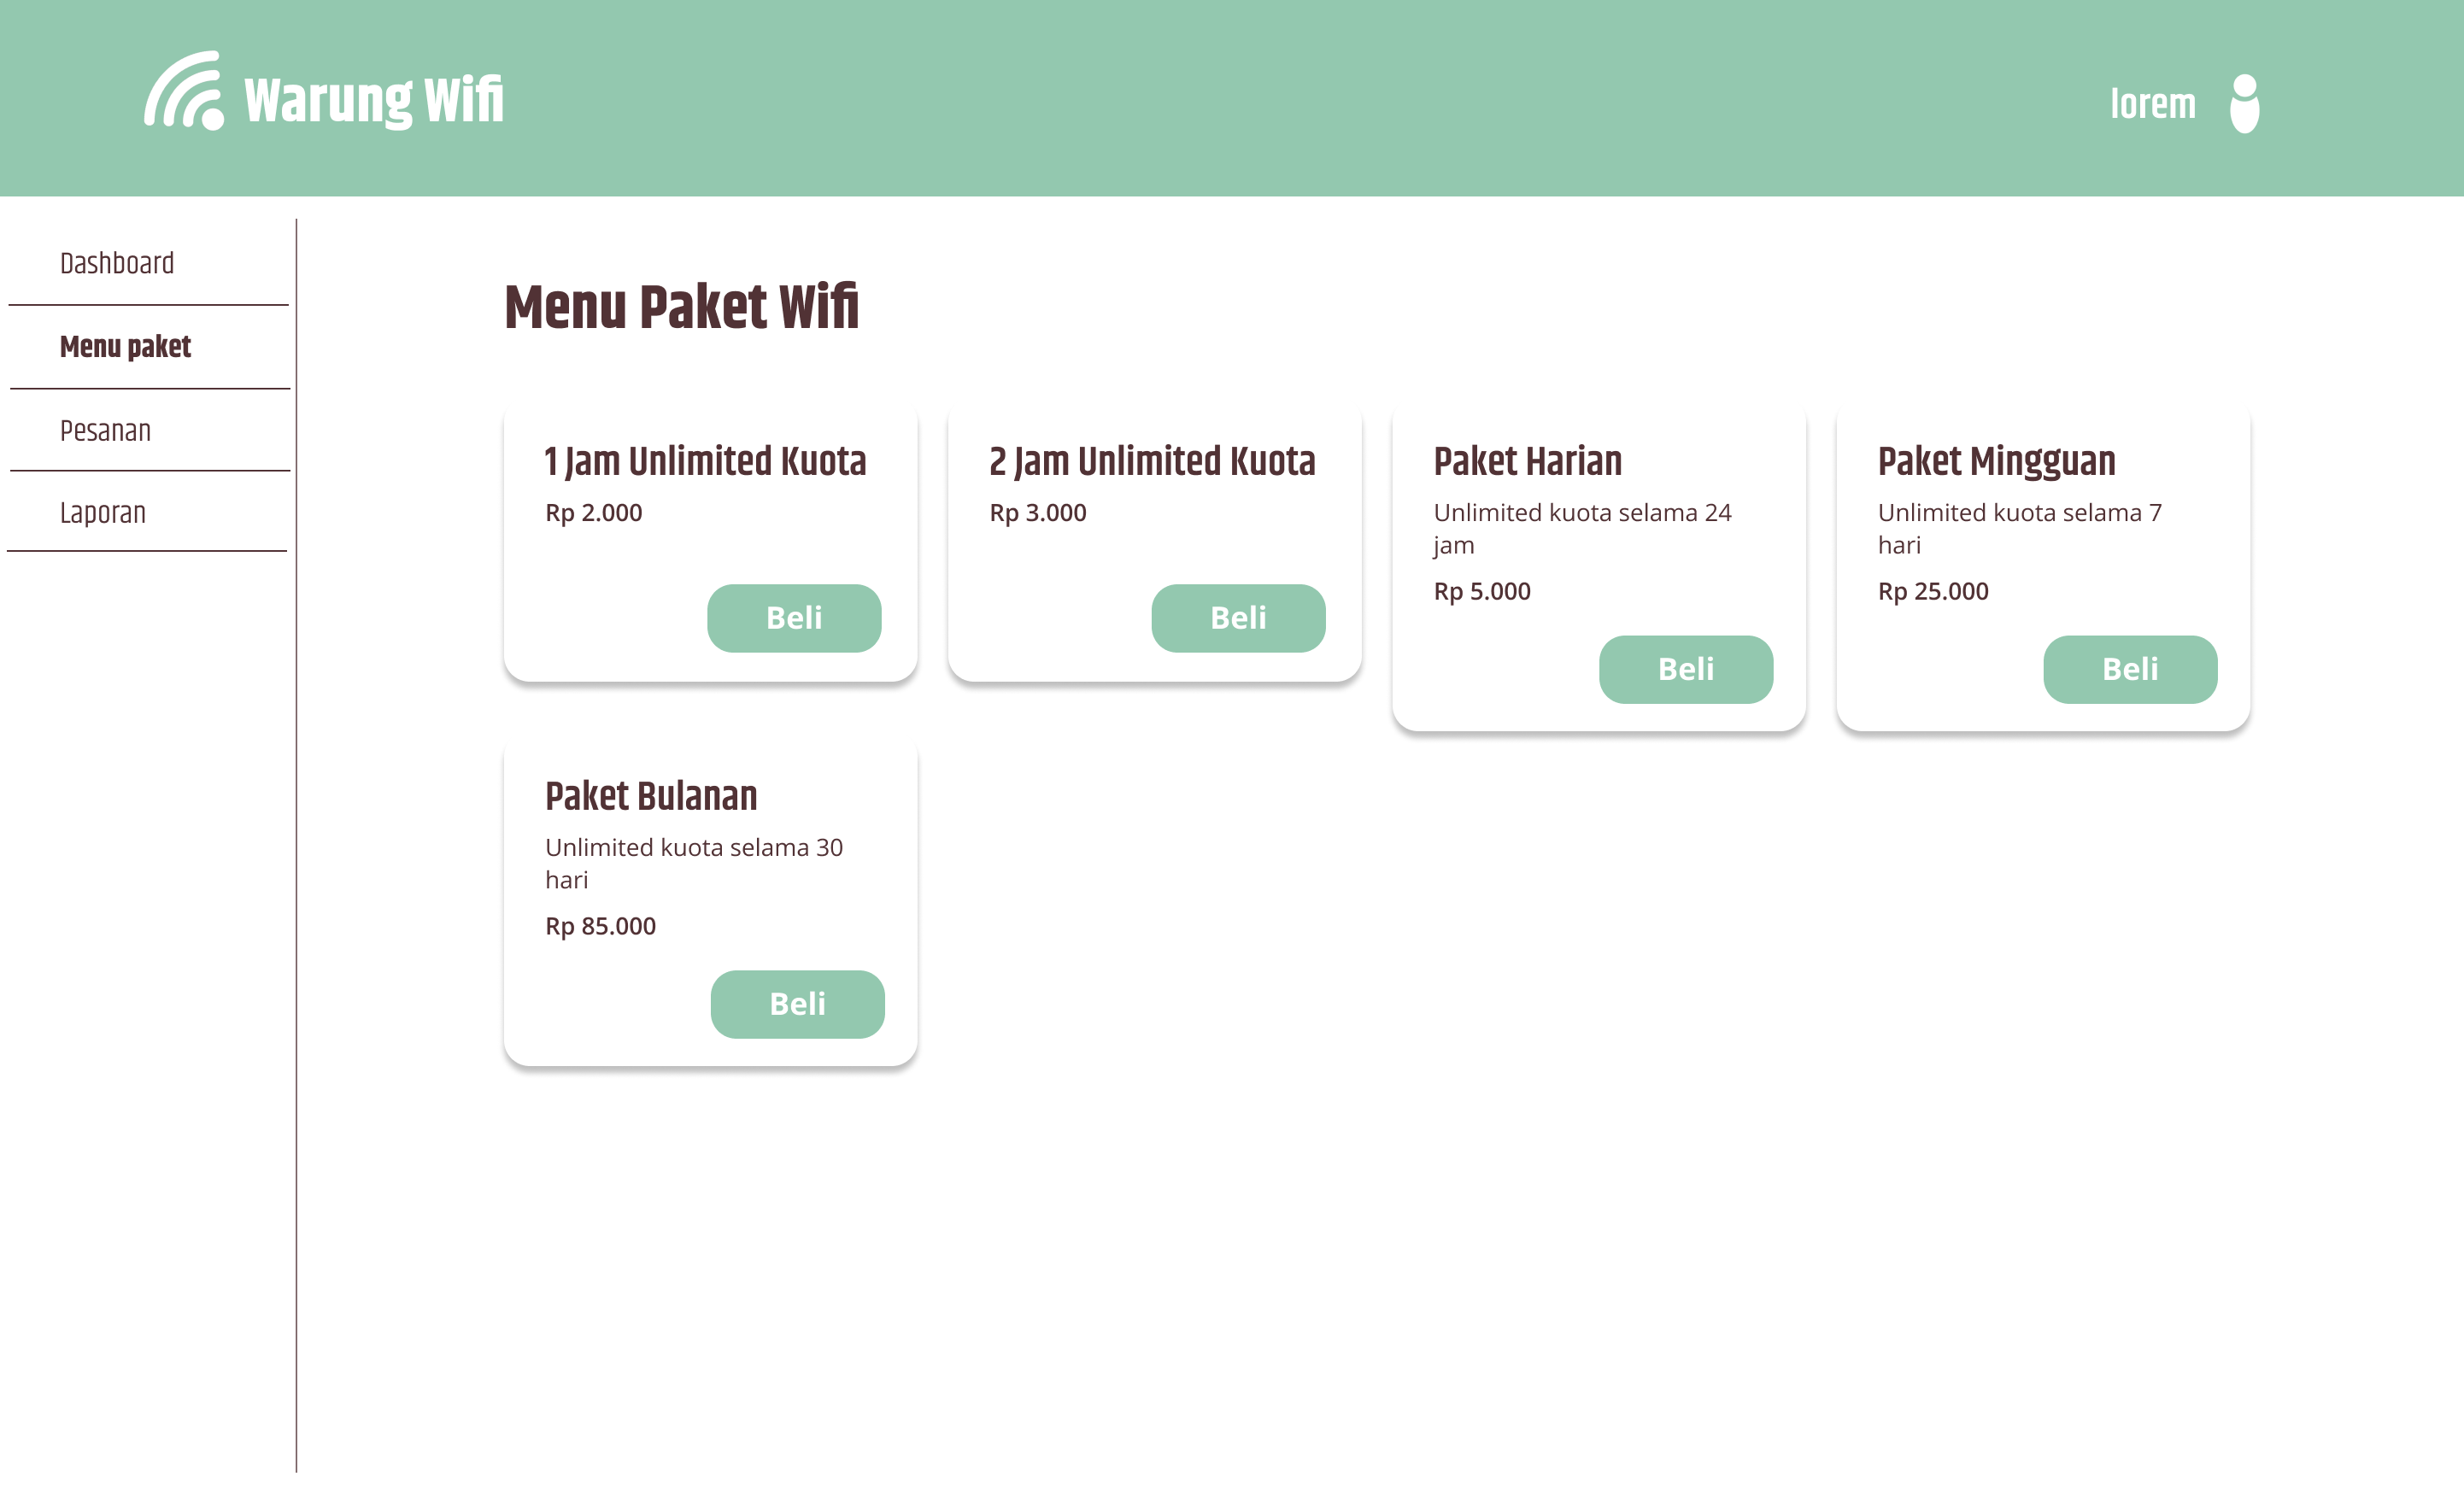 Warung Wifi
lorem
Dashboard
Menu paket
Pesanan
Laporan
Menu Paket Wifi
1 Jam Unlimited Kuota
Rp 2.000
Beli
2 Jam Unlimited Kuota
Rp 3.000
Beli
Paket Harian
Unlimited kuota selama 24
jam
Rp 5.000
Beli
Paket Mingguan
Unlimited kuota selama 7
hari
Rp 25.000
Beli
Paket Bulanan
Unlimited kuota selama 30
hari
Rp 85.000
Beli